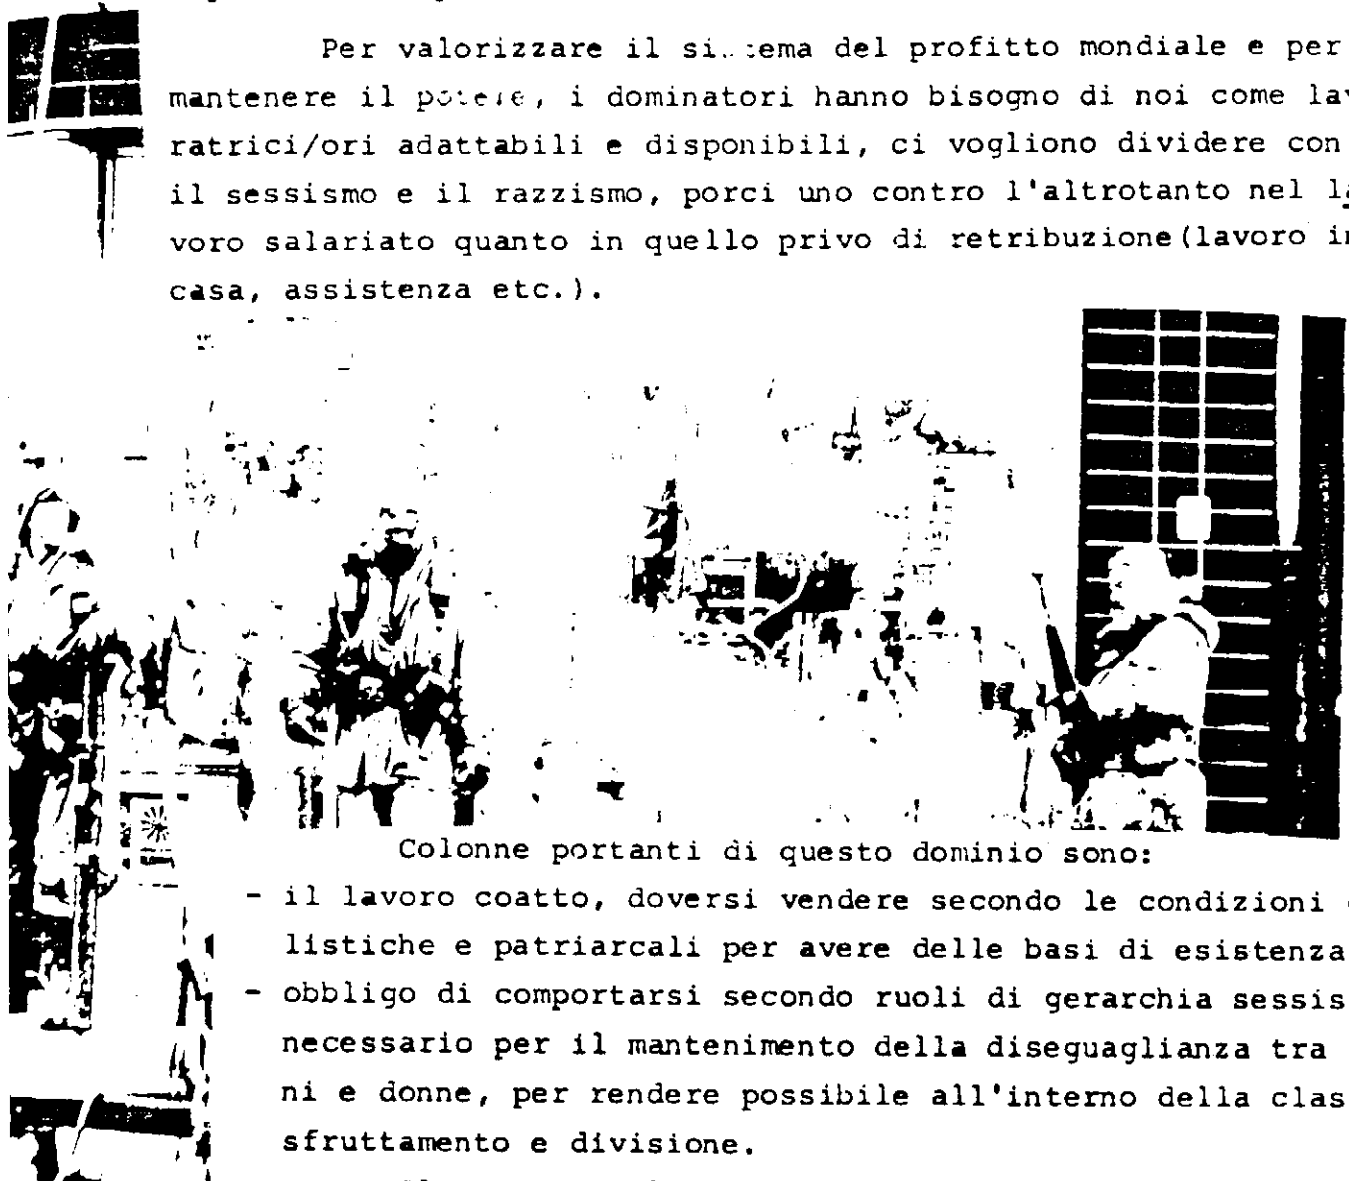 Per valorizzare il si..:ema del profitto mondiale e per
mantenere il potere, i dominatori hanno bisogno di noi come
ratrici/ori adattabili e disponibili, ci vogliono dividere con
il sessismo e il razzismo, porci uno contro l'altrotanto nel la
voro salariato quanto in quello privo di retribuzione(lavoro in
casa, assistenza etc.).
Colonne portanti di questo dominio sono:
- il lavoro coatto, doversi vendere secondo le condizioni
listiche e patriarcali per avere delle basi di esistenza
- obbligo di comportarsi secondo ruoli di gerarchia sessis
necessario per il mantenimento della diseguaglianza tra
ni e donne, per rendere possibile all'interno della clas
sfruttamento e divisione.